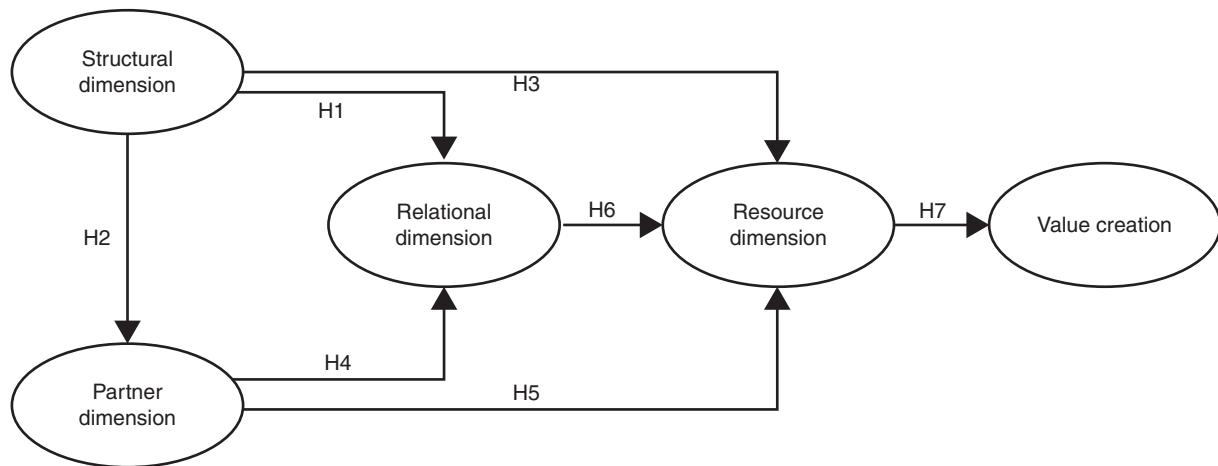 Structural
dimension
H3
H1
Relational
dimension
H6
Resource
dimension
H7
Value creation
H2
H4
H5
Partner
dimension